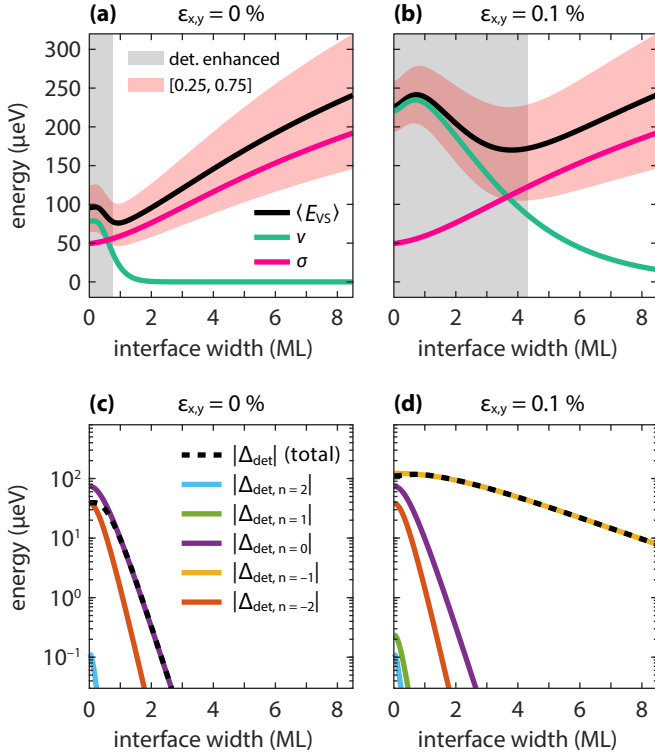 (a) εx,y = 0 %
(b) εx,y = 0.1 %
energy (µeV)
300
250
200
150
100
50
0
det. enhanced
[0.25, 0.75]
⟨EVS⟩
ν
σ
0 2 4 6 8
interface width (ML)
0 2 4 6 8
interface width (ML)
(c) εx,y = 0 %
(d) εx,y = 0.1 %
energy (µeV)
10²
10¹
10⁰
10⁻¹
|Δdet| (total)
|Δdet, n = 2|
|Δdet, n = 1|
|Δdet, n = 0|
|Δdet, n = −1|
|Δdet, n = −2|
0 2 4 6 8
interface width (ML)
0 2 4 6 8
interface width (ML)